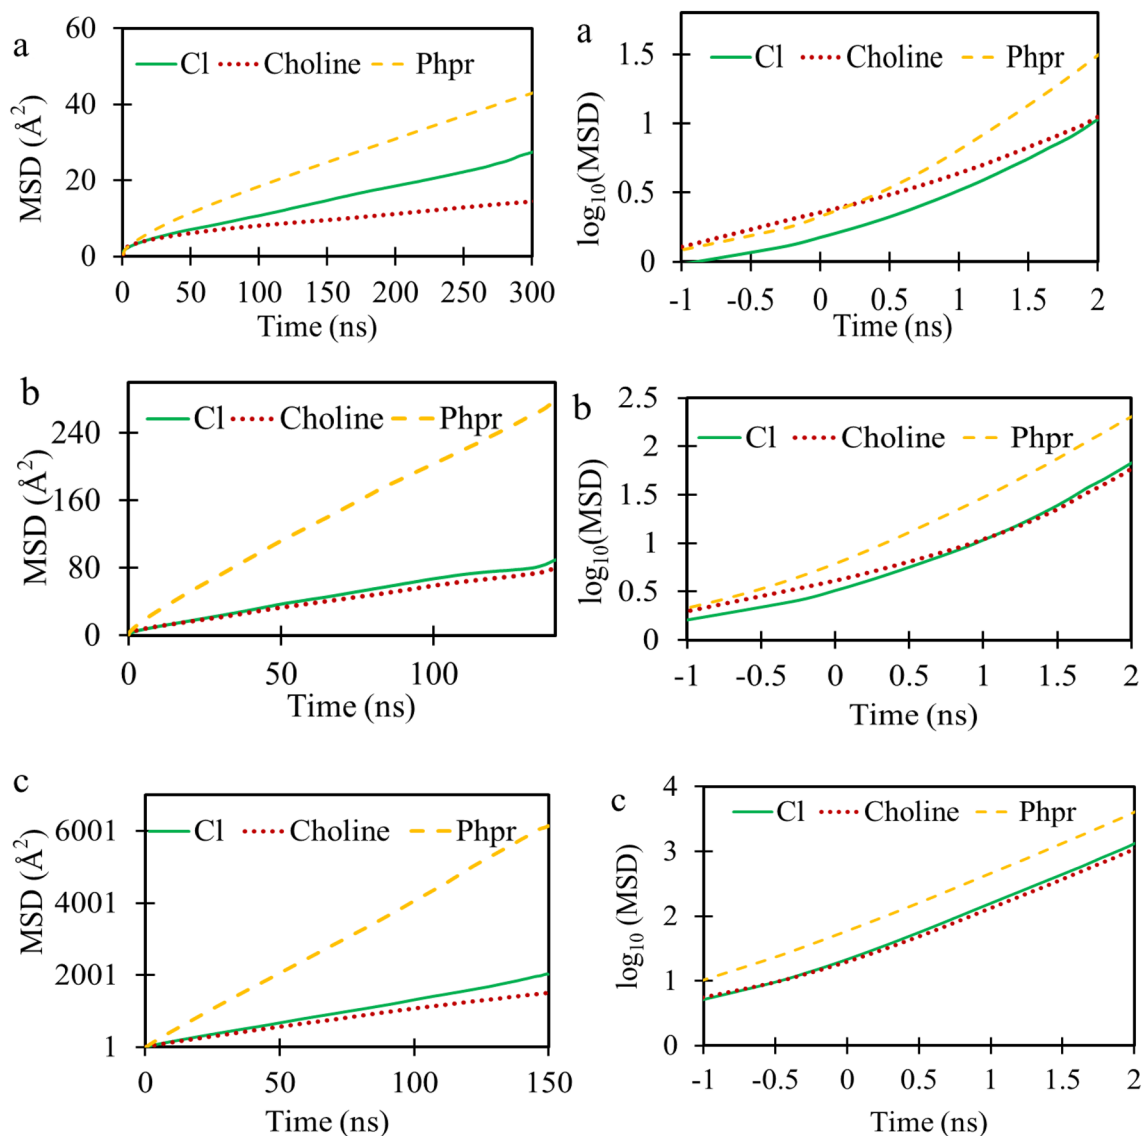 a
60
40
20
0
MSD (Å²)
Cl Choline Phpr
0 50 100 150 200 250 300
Time (ns)
a
1.5
1
0.5
0
log₁₀(MSD)
Cl Choline Phpr
-1 -0.5 0 0.5 1 1.5 2
Time (ns)
b
240
160
80
0
MSD (Å²)
Cl Choline Phpr
0 50 100
Time (ns)
b
2.5
2
1.5
1
0.5
0
log₁₀(MSD)
Cl Choline Phpr
-1 -0.5 0 0.5 1 1.5 2
Time (ns)
c
6001
4001
2001
1
MSD (Å²)
Cl Choline Phpr
0 50 100 150
Time (ns)
c
4
3
2
1
0
log₁₀ (MSD)
Cl Choline Phpr
-1 -0.5 0 0.5 1 1.5 2
Time (ns)